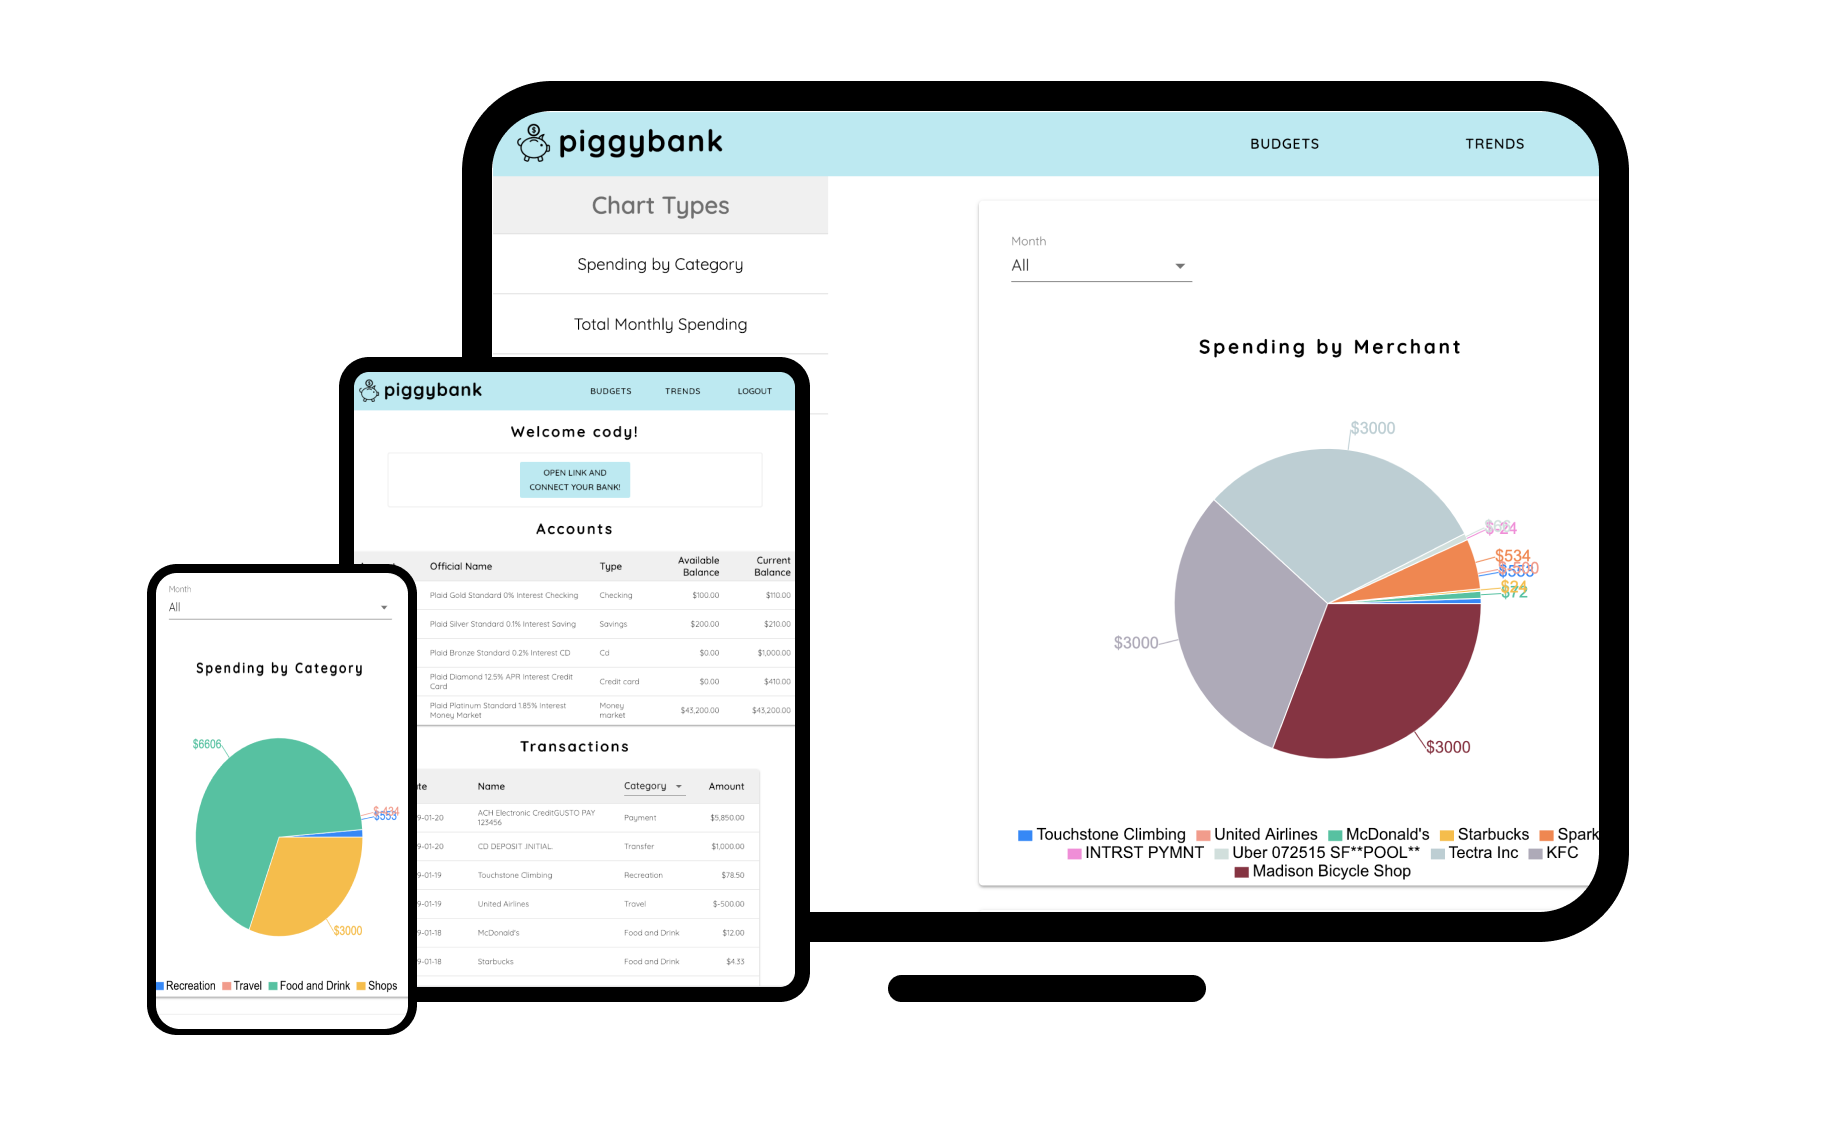 piggybank
BUDGETS TRENDS
Chart Types
Spending by Category
Total Monthly Spending
Month
All
Spending by Merchant
$3000
$-24
$534
$553
$24
$72
$3000
$3000
Touchstone Climbing United Airlines McDonald's Starbucks Spark
INTRST PYMNT Uber 072515 SF**POOL** Tectra Inc KFC
Madison Bicycle Shop
piggybank BUDGETS TRENDS LOGOUT
Welcome cody!
OPEN LINK AND
CONNECT YOUR BANK!
Accounts
Official Name Type Available Balance Current Balance
Plaid Gold Standard 0% Interest Checking Checking $100.00 $110.00
Plaid Silver Standard 0.1% Interest Saving Savings $200.00 $210.00
Plaid Bronze Standard 0.2% Interest CD Cd $0.00 $1,000.00
Plaid Diamond 12.5% APR Interest Credit Card Credit card $0.00 $410.00
Plaid Platinum Standard 1.85% Interest Money Market Money market $43,200.00 $43,200.00
Transactions
te Name Category Amount
9-01-20 ACH Electronic CreditGUSTO PAY 123456 Payment $5,850.00
9-01-20 CD DEPOSIT .INITIAL. Transfer $1,000.00
9-01-19 Touchstone Climbing Recreation $78.50
9-01-19 United Airlines Travel $-500.00
9-01-18 McDonald's Food and Drink $12.00
9-01-18 Starbucks Food and Drink $4.33
Month
All
Spending by Category
$6606
$-434
$553
$3000
Recreation Travel Food and Drink Shops